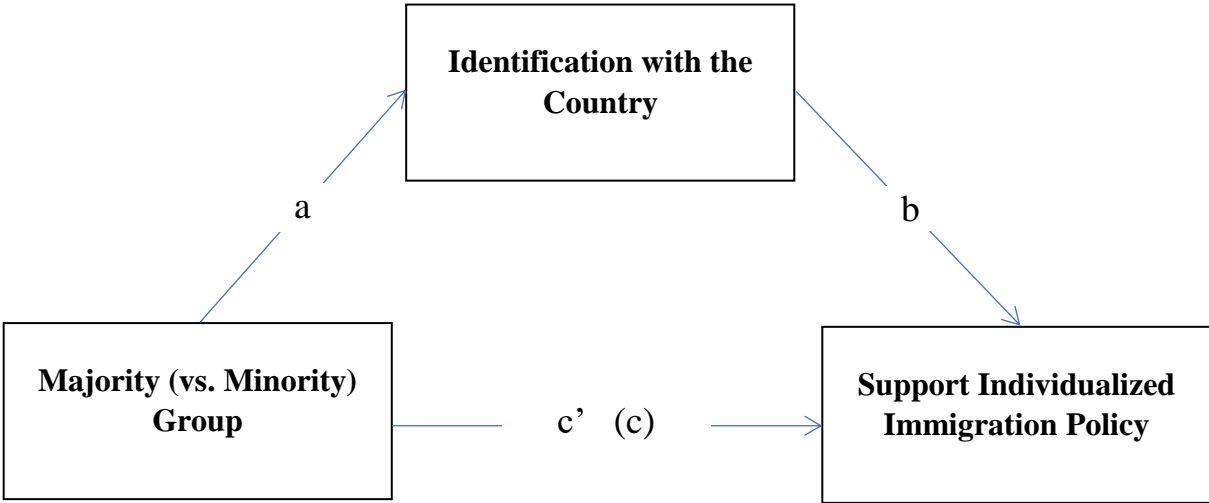 Identification with the
Country
a
b
Majority (vs. Minority)
Group
c’ (c)
Support Individualized
Immigration Policy